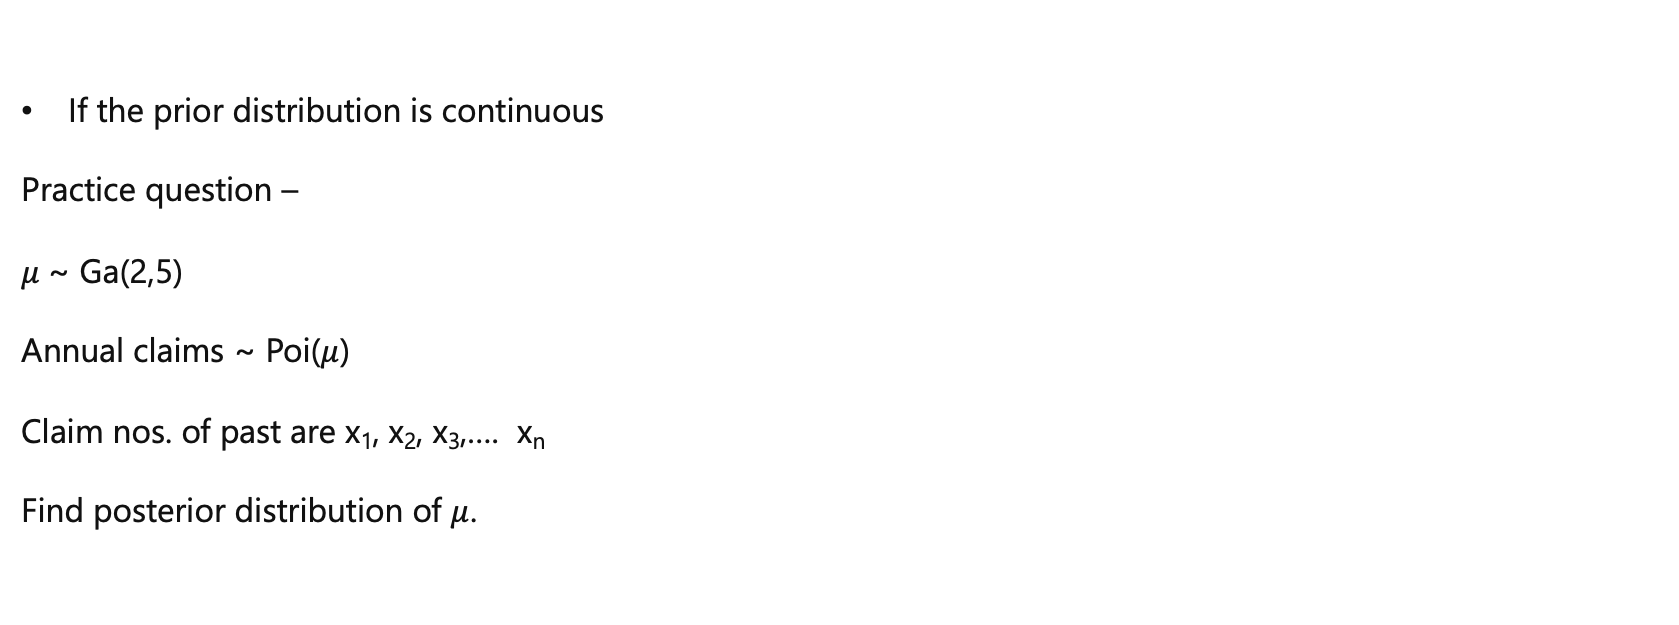 • If the prior distribution is continuous
Practice question –
𝜇 ~ Ga(2,5)
Annual claims ~ Poi(𝜇)
Claim nos. of past are x₁, x₂, x₃,.... xₙ
Find posterior distribution of 𝜇.